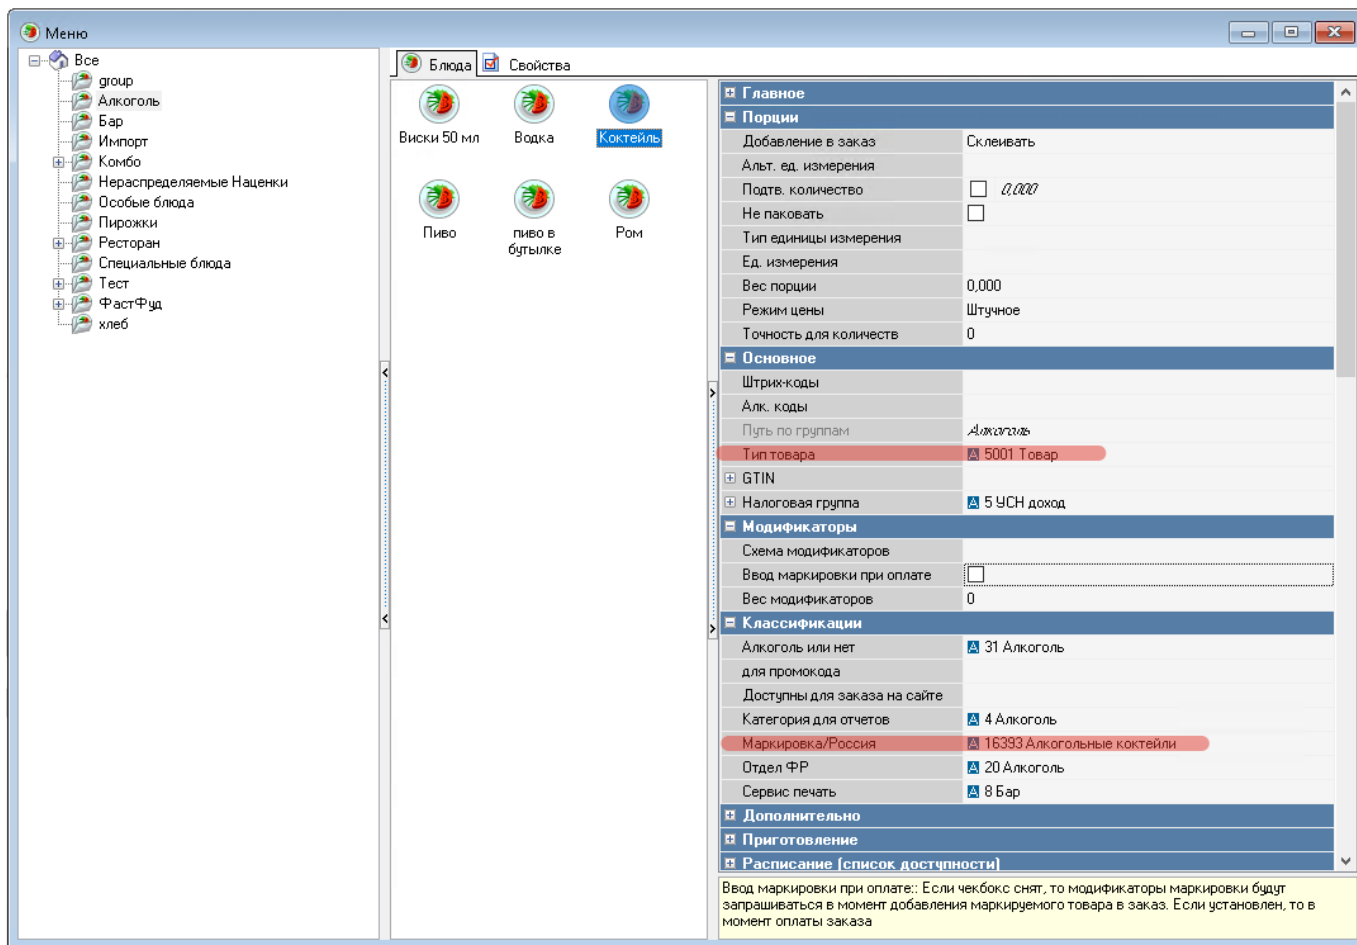 Меню
Все
group
Алкоголь
Бар
Импорт
Комбо
Нераспределяемые Наценки
Особые блюда
Пирожки
Ресторан
Специальные блюда
Тест
ФастФуд
хлеб
Блюда Свойства
Виски 50 мл Водка Коктейль
Пиво пиво в бутылке Ром
Главное
Порции
Добавление в заказ Склеивать
Альт. ед. измерения
Подтв. количество 0,000
Не паковать
Тип единицы измерения
Ед. измерения
Вес порции 0,000
Режим цены Штучное
Точность для количеств 0
Основное
Штрих-коды
Алк. коды
Путь по группам Алкоголь
Тип товара A 5001 Товар
GTIN
Налоговая группа A 5 УСН доход
Модификаторы
Схема модификаторов
Ввод маркировки при оплате
Вес модификаторов 0
Классификации
Алкоголь или нет A 31 Алкоголь
для промокода
Доступны для заказа на сайте
Категория для отчетов A 4 Алкоголь
Маркировка/Россия A 16393 Алкогольные коктейли
Отдел ФР A 20 Алкоголь
Сервис печать A 8 Бар
Дополнительно
Приготовление
Расписание (список доступности)
Ввод маркировки при оплате:: Если чекбокс снят, то модификаторы маркировки будут
запрашиваться в момент добавления маркируемого товара в заказ. Если установлен, то в
момент оплаты заказа